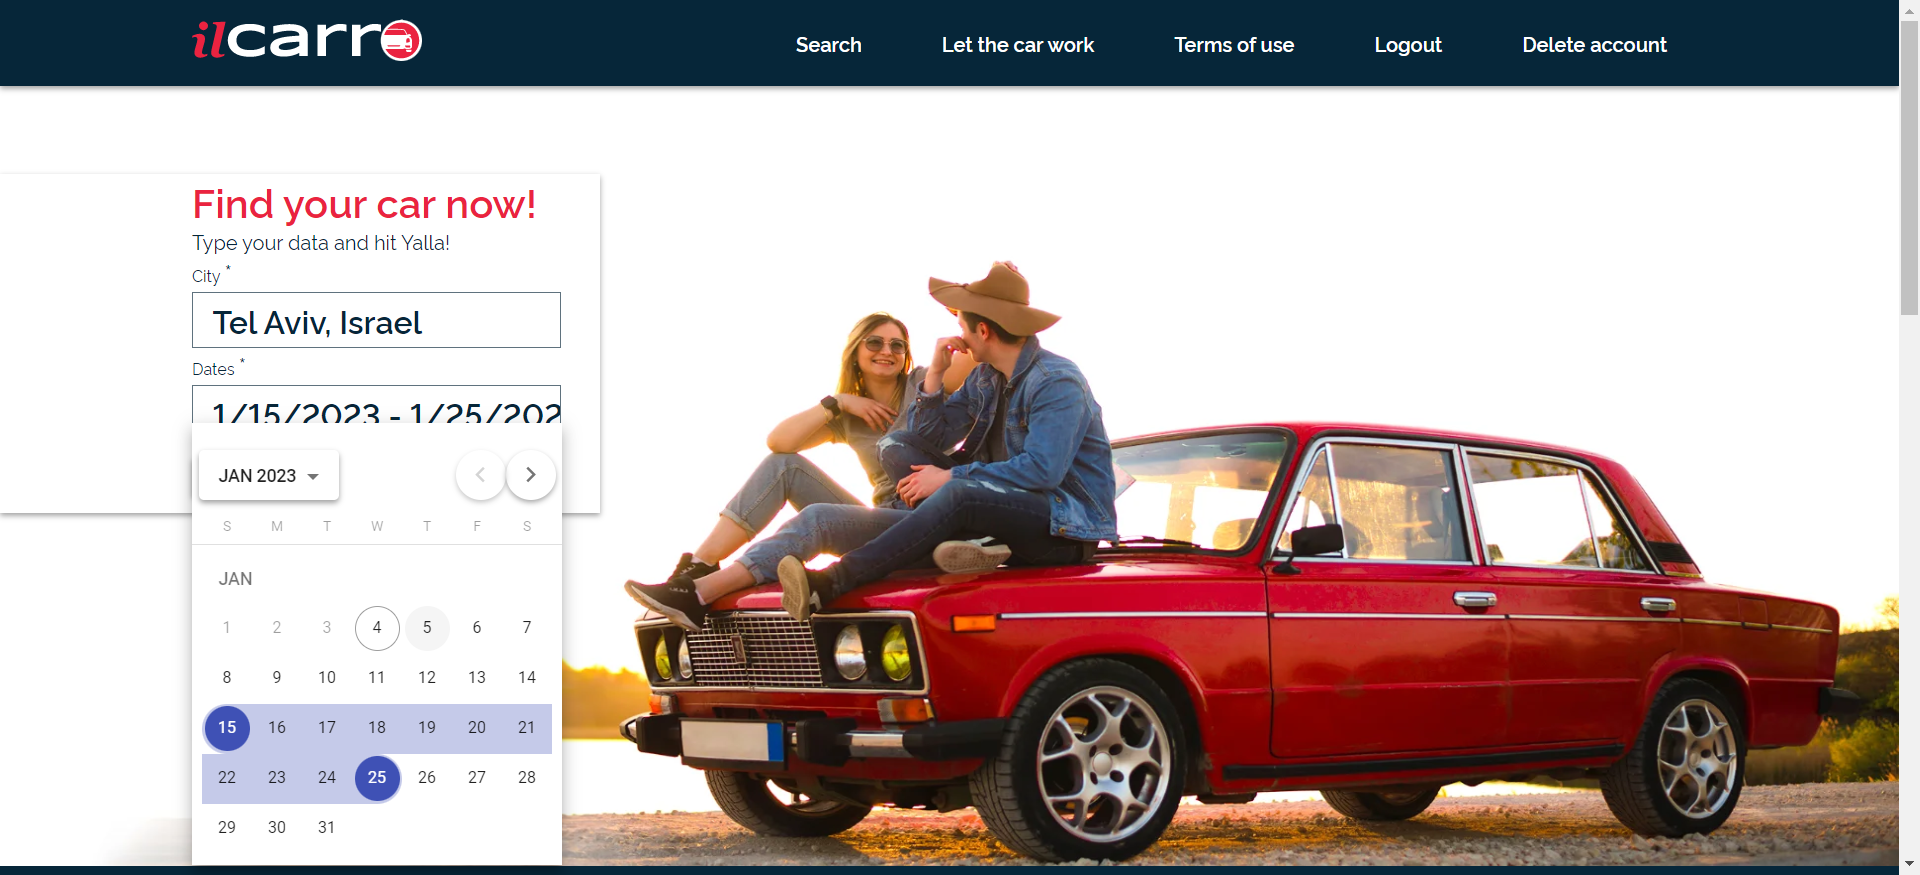 ilcarro
Search Let the car work Terms of use Logout Delete account
Find your car now!
Type your data and hit Yalla!
City *
Tel Aviv, Israel
Dates *
1/15/2023 - 1/25/202
JAN 2023
S M T W T F S
JAN
1 2 3 4 5 6 7
8 9 10 11 12 13 14
15 16 17 18 19 20 21
22 23 24 25 26 27 28
29 30 31